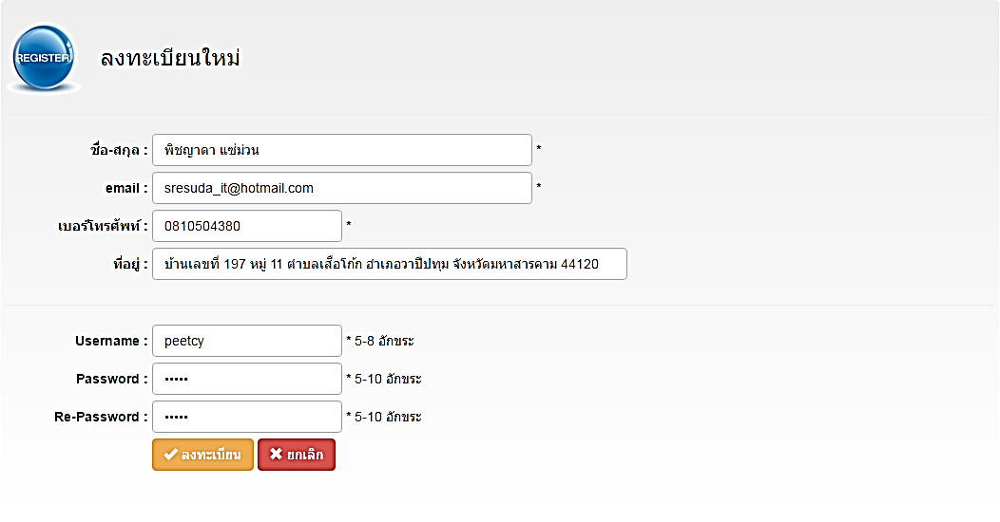 REGISTER
ลงทะเบียนใหม่
ชื่อ-สกุล : พิชญาดา แซ่ม่วน *
email : sresuda_it@hotmail.com *
เบอร์โทรศัพท์ : 0810504380 *
ที่อยู่ : บ้านเลขที่ 197 หมู่ 11 ตำบลเสือโก้ก อำเภอวาปีปทุม จังหวัดมหาสารคาม 44120
Username : peetcy * 5-8 อักขระ
Password : ••••• * 5-10 อักขระ
Re-Password : ••••• * 5-10 อักขระ
ลงทะเบียน ยกเลิก